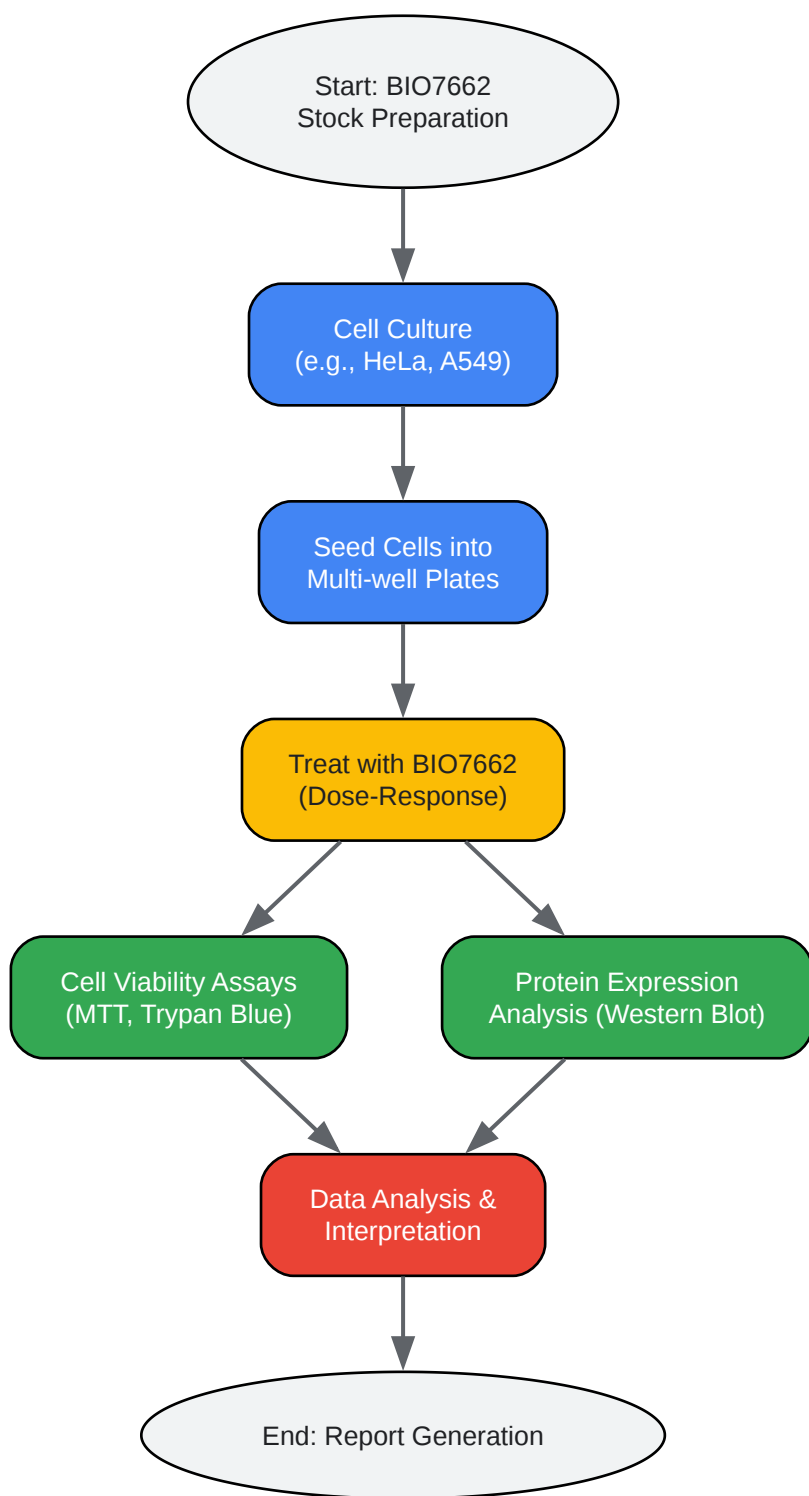 Start: BIO7662
Stock Preparation
Cell Culture
(e.g., HeLa, A549)
Seed Cells into
Multi-well Plates
Treat with BIO7662
(Dose-Response)
Cell Viability Assays
(MTT, Trypan Blue)
Protein Expression
Analysis (Western Blot)
Data Analysis &
Interpretation
End: Report Generation